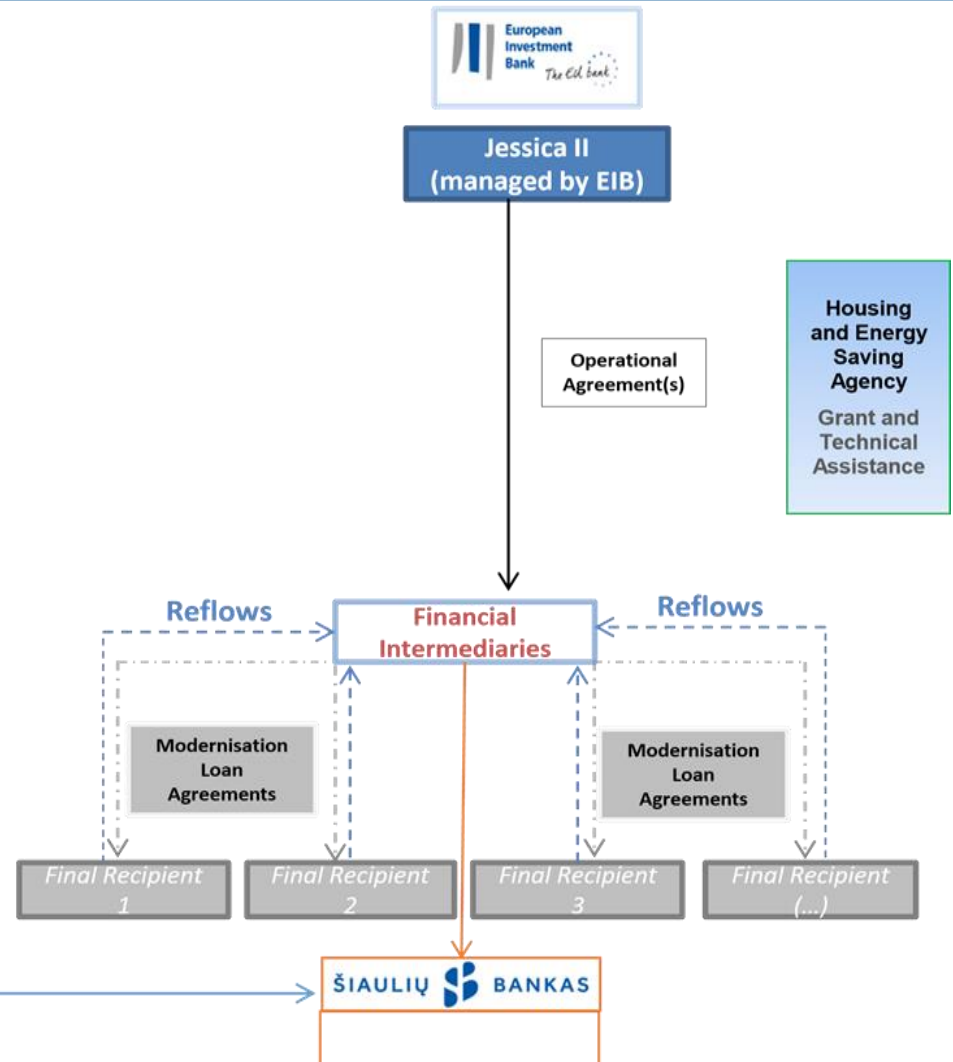 European
Investment
Bank
The EU bank
Jessica II
(managed by EIB)
Operational
Agreement(s)
Housing
and Energy
Saving
Agency
Grant and
Technical
Assistance
Reflows
Financial
Intermediaries
Reflows
Modernisation
Loan
Agreements
Modernisation
Loan
Agreements
Final Recipient
1
Final Recipient
2
Final Recipient
3
Final Recipient
(...)
ŠIAULIŲ BANKAS